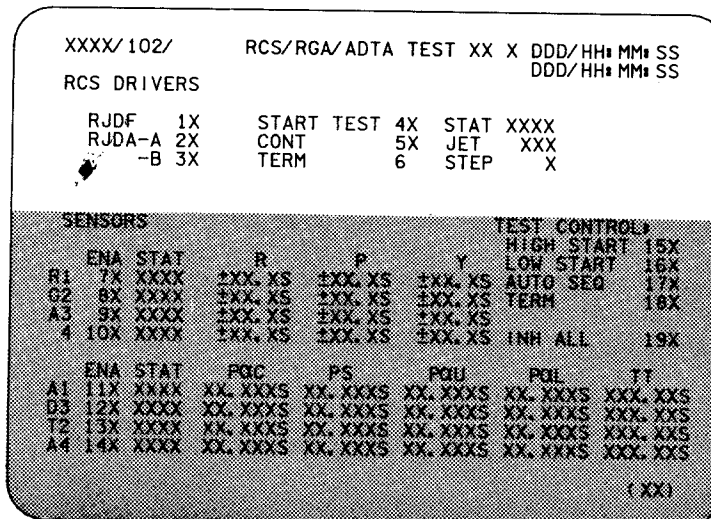 XXXX/102/ RCS/RGA/ADTA TEST XX X DDD/HH:MM:SS
DDD/HH:MM:SS
RCS DRIVERS
RJDF 1X START TEST 4X STAT XXXX
RJDA-A 2X CONT 5X JET XXX
-B 3X TERM 6 STEP X
SENSORS TEST CONTROL:
HIGH START 15X
ENA STAT R P Y LOW START 16X
R1 7X XXXX ±XX.XS ±XX.XS ±XX.XS AUTO SEQ 17X
G2 8X XXXX ±XX.XS ±XX.XS ±XX.XS TERM 18X
A3 9X XXXX ±XX.XS ±XX.XS ±XX.XS
4 10X XXXX ±XX.XS ±XX.XS ±XX.XS INH ALL 19X
ENA STAT PαC PS PαU PαL TT
A1 11X XXXX XX.XXXS XX.XXXS XX.XXXS XX.XXXS XXX.XXS
D3 12X XXXX XX.XXXS XX.XXXS XX.XXXS XX.XXXS XXX.XXS
T2 13X XXXX XX.XXXS XX.XXXS XX.XXXS XX.XXXS XXX.XXS
A4 14X XXXX XX.XXXS XX.XXXS XX.XXXS XX.XXXS XXX.XXS
(XX)